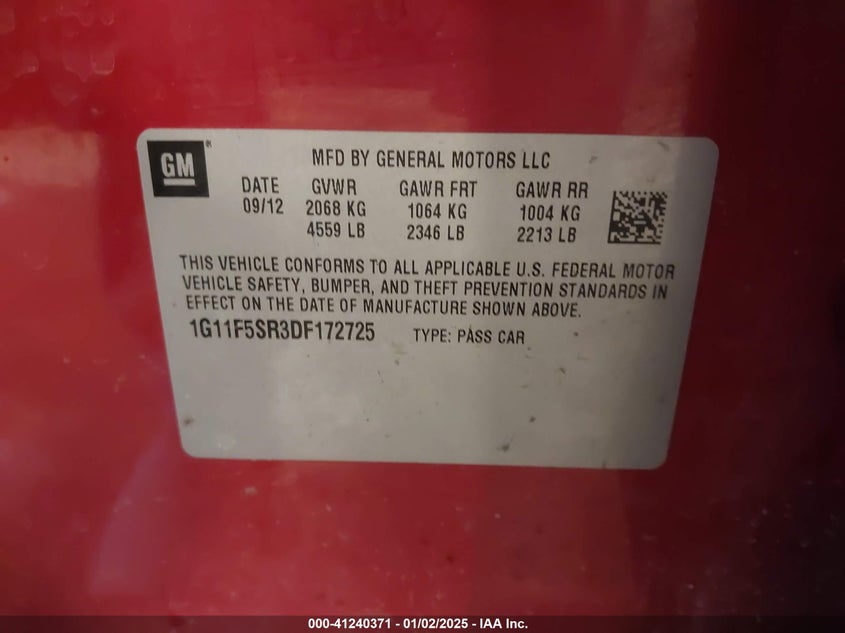 GM
MFD BY GENERAL MOTORS LLC
DATE GVWR GAWR FRT GAWR RR
09/12 2068 KG 1064 KG 1004 KG
4559 LB 2346 LB 2213 LB
THIS VEHICLE CONFORMS TO ALL APPLICABLE U.S. FEDERAL MOTOR
VEHICLE SAFETY, BUMPER, AND THEFT PREVENTION STANDARDS IN
EFFECT ON THE DATE OF MANUFACTURE SHOWN ABOVE.
1G11F5SR3DF172725 TYPE: PASS CAR
000-41240371 - 01/02/2025 - IAA Inc.